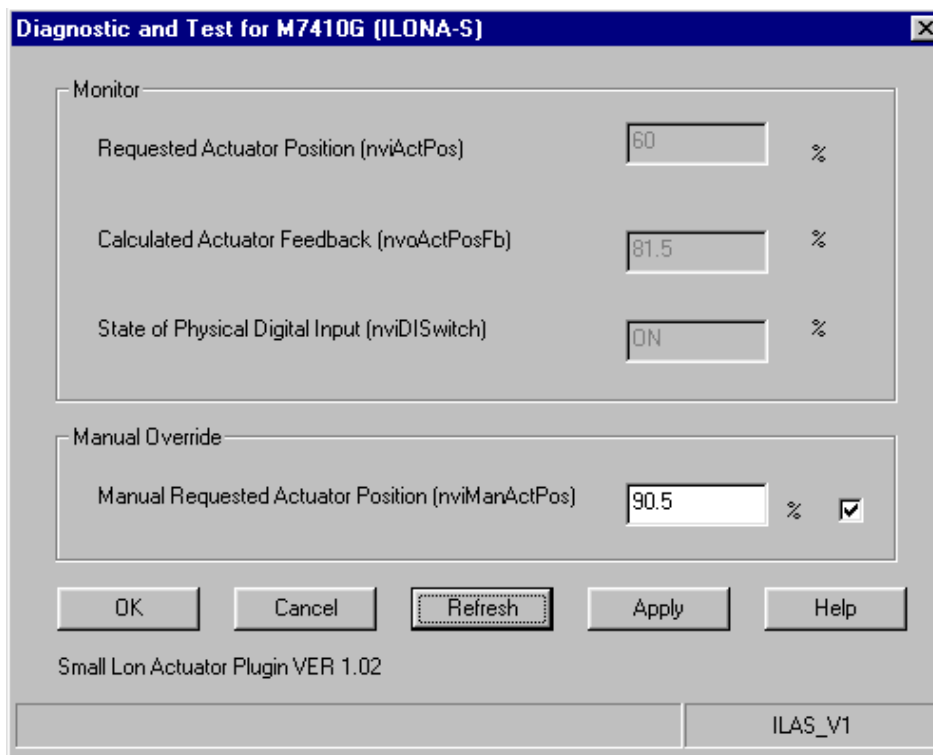 Diagnostic and Test for M7410G (ILONA-S)
Monitor
Requested Actuator Position (nviActPos) 60 %
Calculated Actuator Feedback (nvoActPosFb) 81.5 %
State of Physical Digital Input (nviDISwitch) ON %
Manual Override
Manual Requested Actuator Position (nviManActPos) 90.5 %
OK Cancel Refresh Apply Help
Small Lon Actuator Plugin VER 1.02
ILAS_V1